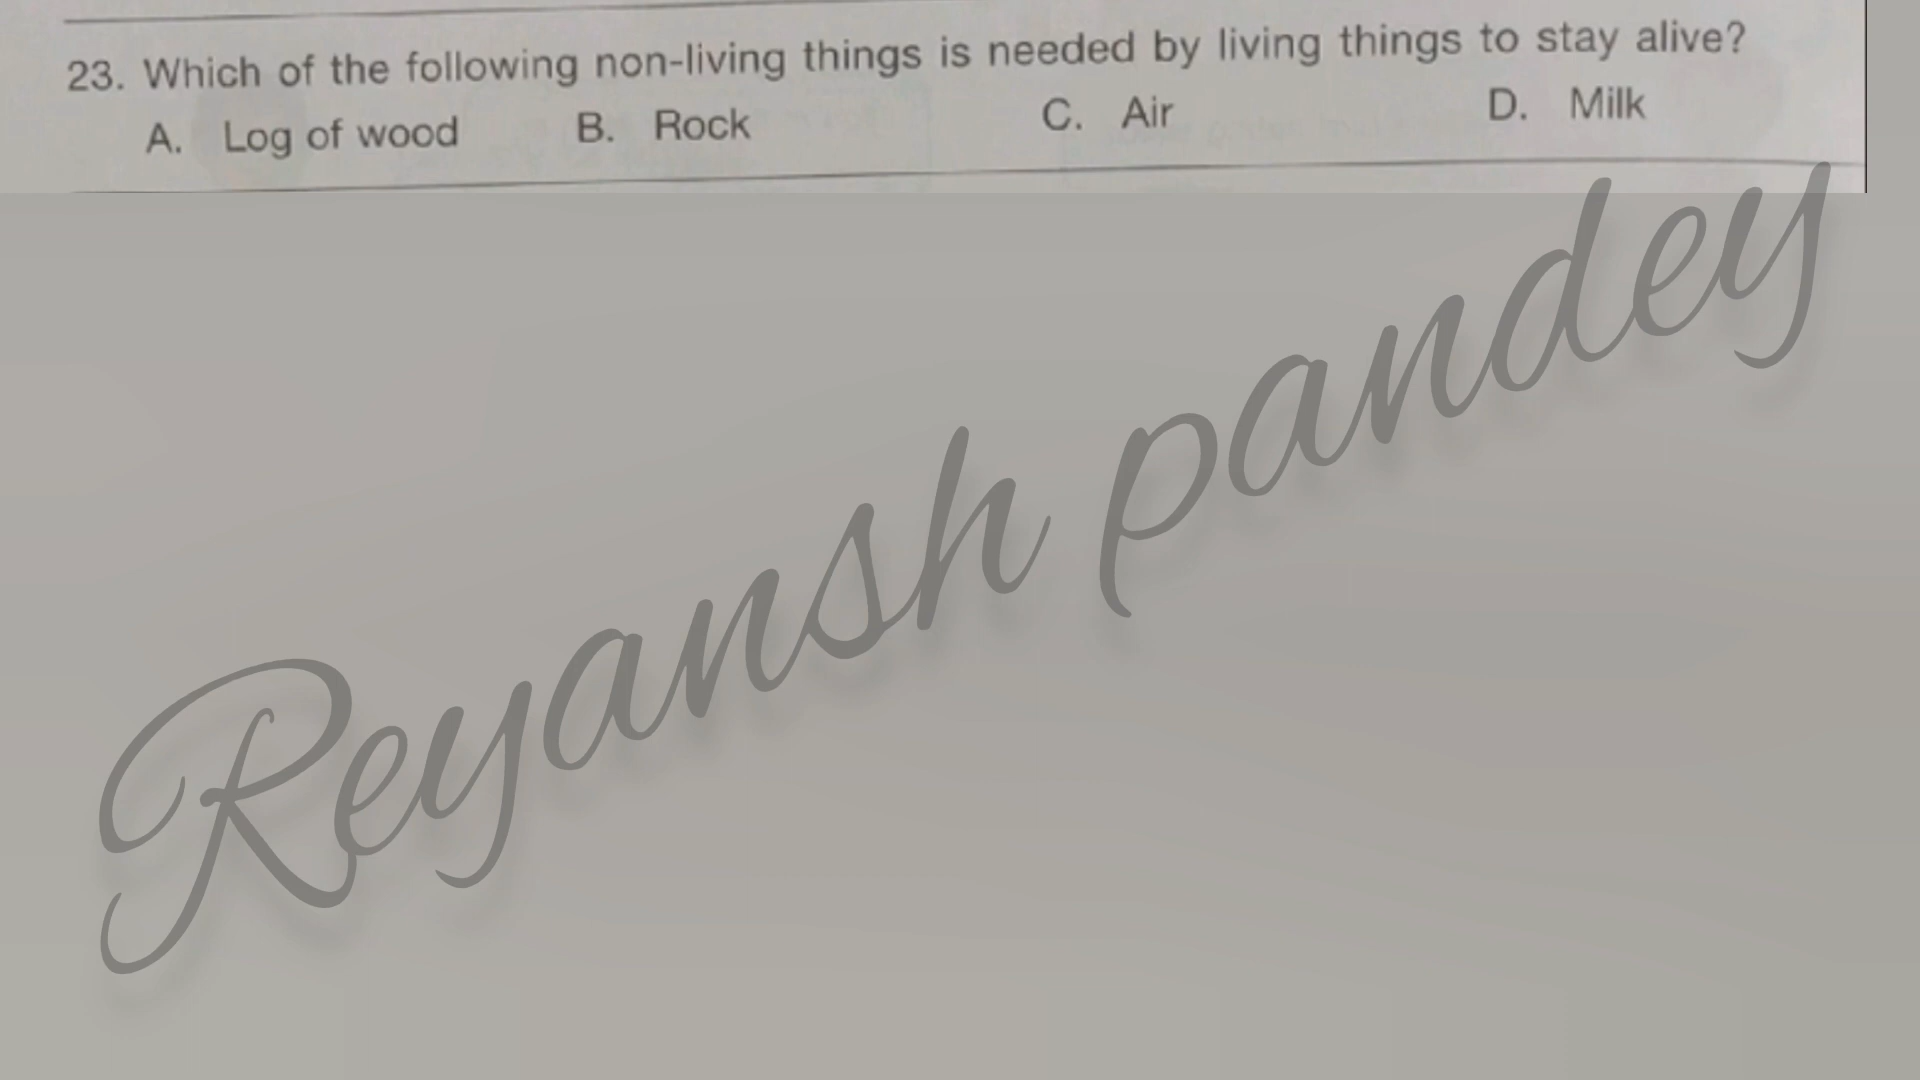 23. Which of the following non-living things is needed by living things to stay alive?
A. Log of wood B. Rock C. Air D. Milk
Reyansh pandey